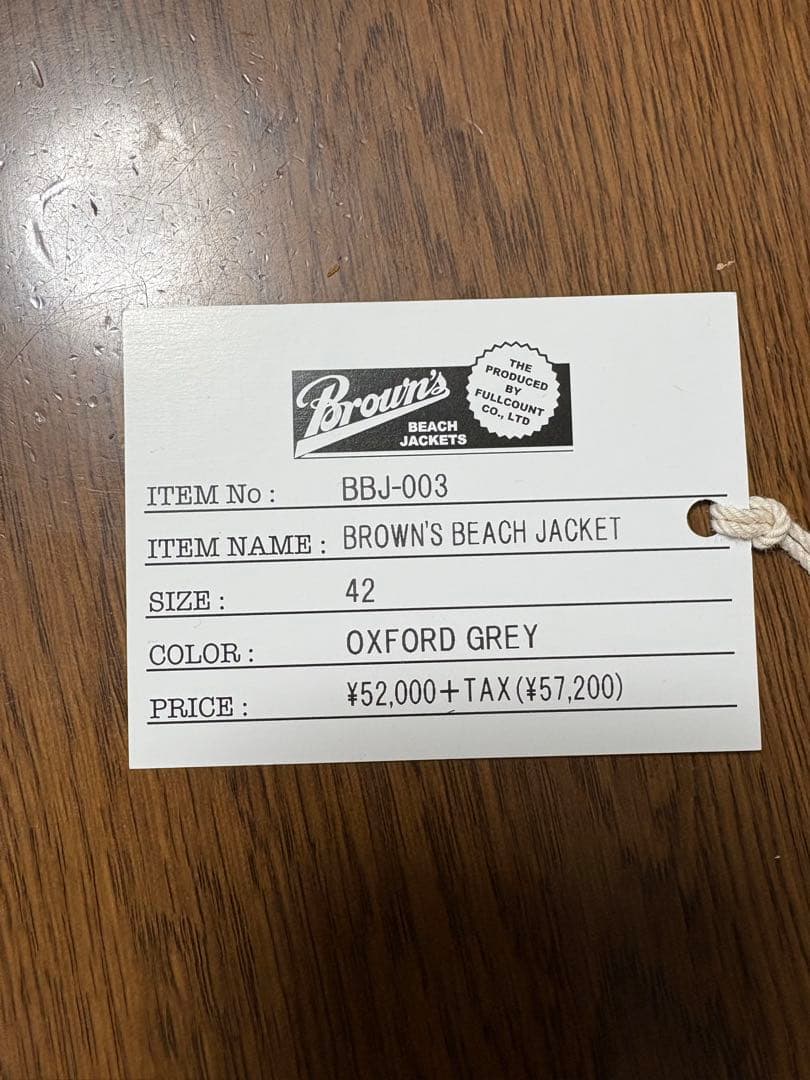 Brown's
BEACH
JACKETS
THE
PRODUCED
BY
FULLCOUNT
CO., LTD
ITEM No : BBJ-003
ITEM NAME : BROWN'S BEACH JACKET
SIZE : 42
COLOR : OXFORD GREY
PRICE : ¥52,000+TAX(¥57,200)